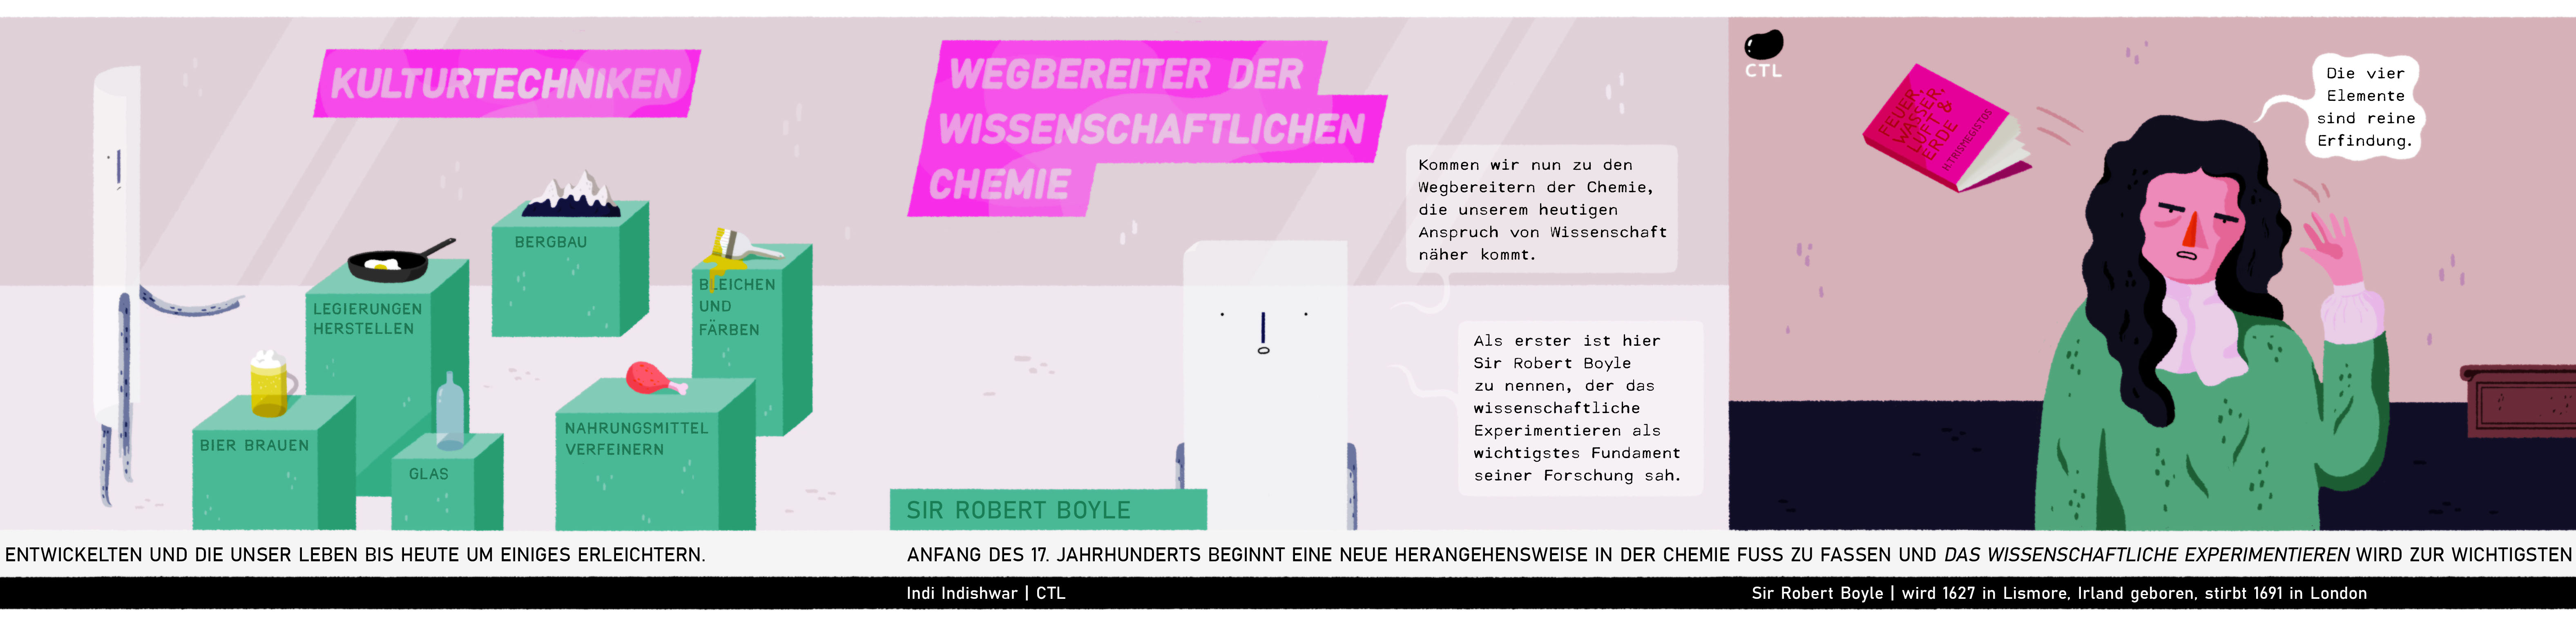 KULTURTECHNIKEN
BERGBAU
BLEICHEN
UND
FÄRBEN
LEGIERUNGEN
HERSTELLEN
NAHRUNGSMITTEL
VERFEINERN
BIER BRAUEN
GLAS
WEGBEREITER DER
WISSENSCHAFTLICHEN
CHEMIE
Kommen wir nun zu den
Wegbereitern der Chemie,
die unserem heutigen
Anspruch von Wissenschaft
näher kommt.
Als erster ist hier
Sir Robert Boyle
zu nennen, der das
wissenschaftliche
Experimentieren als
wichtigstes Fundament
seiner Forschung sah.
SIR ROBERT BOYLE
CTL
FEUER,
WASSER,
LUFT &
ERDE
H.TRISMEGISTOS
Die vier
Elemente
sind reine
Erfindung.
ENTWICKELTEN UND DIE UNSER LEBEN BIS HEUTE UM EINIGES ERLEICHTERN.
ANFANG DES 17. JAHRHUNDERTS BEGINNT EINE NEUE HERANGEHENSWEISE IN DER CHEMIE FUSS ZU FASSEN UND DAS WISSENSCHAFTLICHE EXPERIMENTIEREN WIRD ZUR WICHTIGSTEN
Indi Indishwar | CTL
Sir Robert Boyle | wird 1627 in Lismore, Irland geboren, stirbt 1691 in London